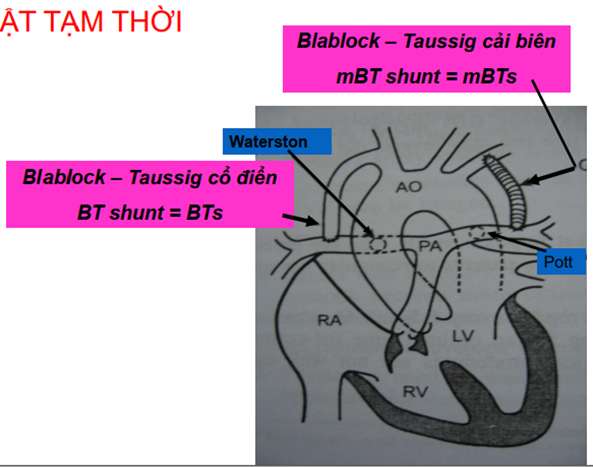 ẬT TẠM THỜI
Blablock – Taussig cải biên
mBT shunt = mBTs
Waterston
Blablock – Taussig cổ điển
BT shunt = BTs
AO
PA
Pott
RA
LV
RV